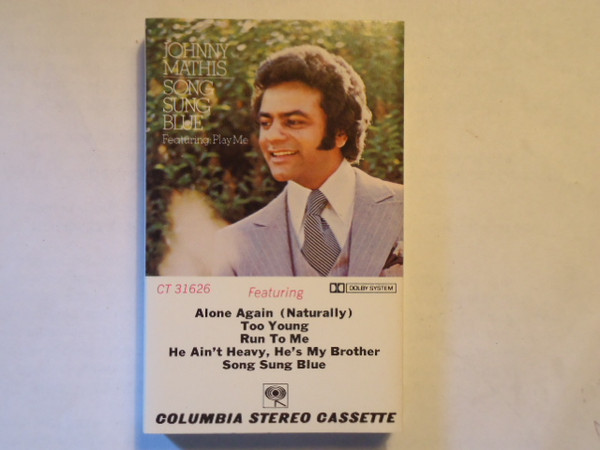 JOHNNY
MATHIS
SONG
SUNG
BLUE
Featuring: Play Me
CT 31626
Featuring
DOLBY SYSTEM
Alone Again (Naturally)
Too Young
Run To Me
He Ain't Heavy, He's My Brother
Song Sung Blue
COLUMBIA STEREO CASSETTE